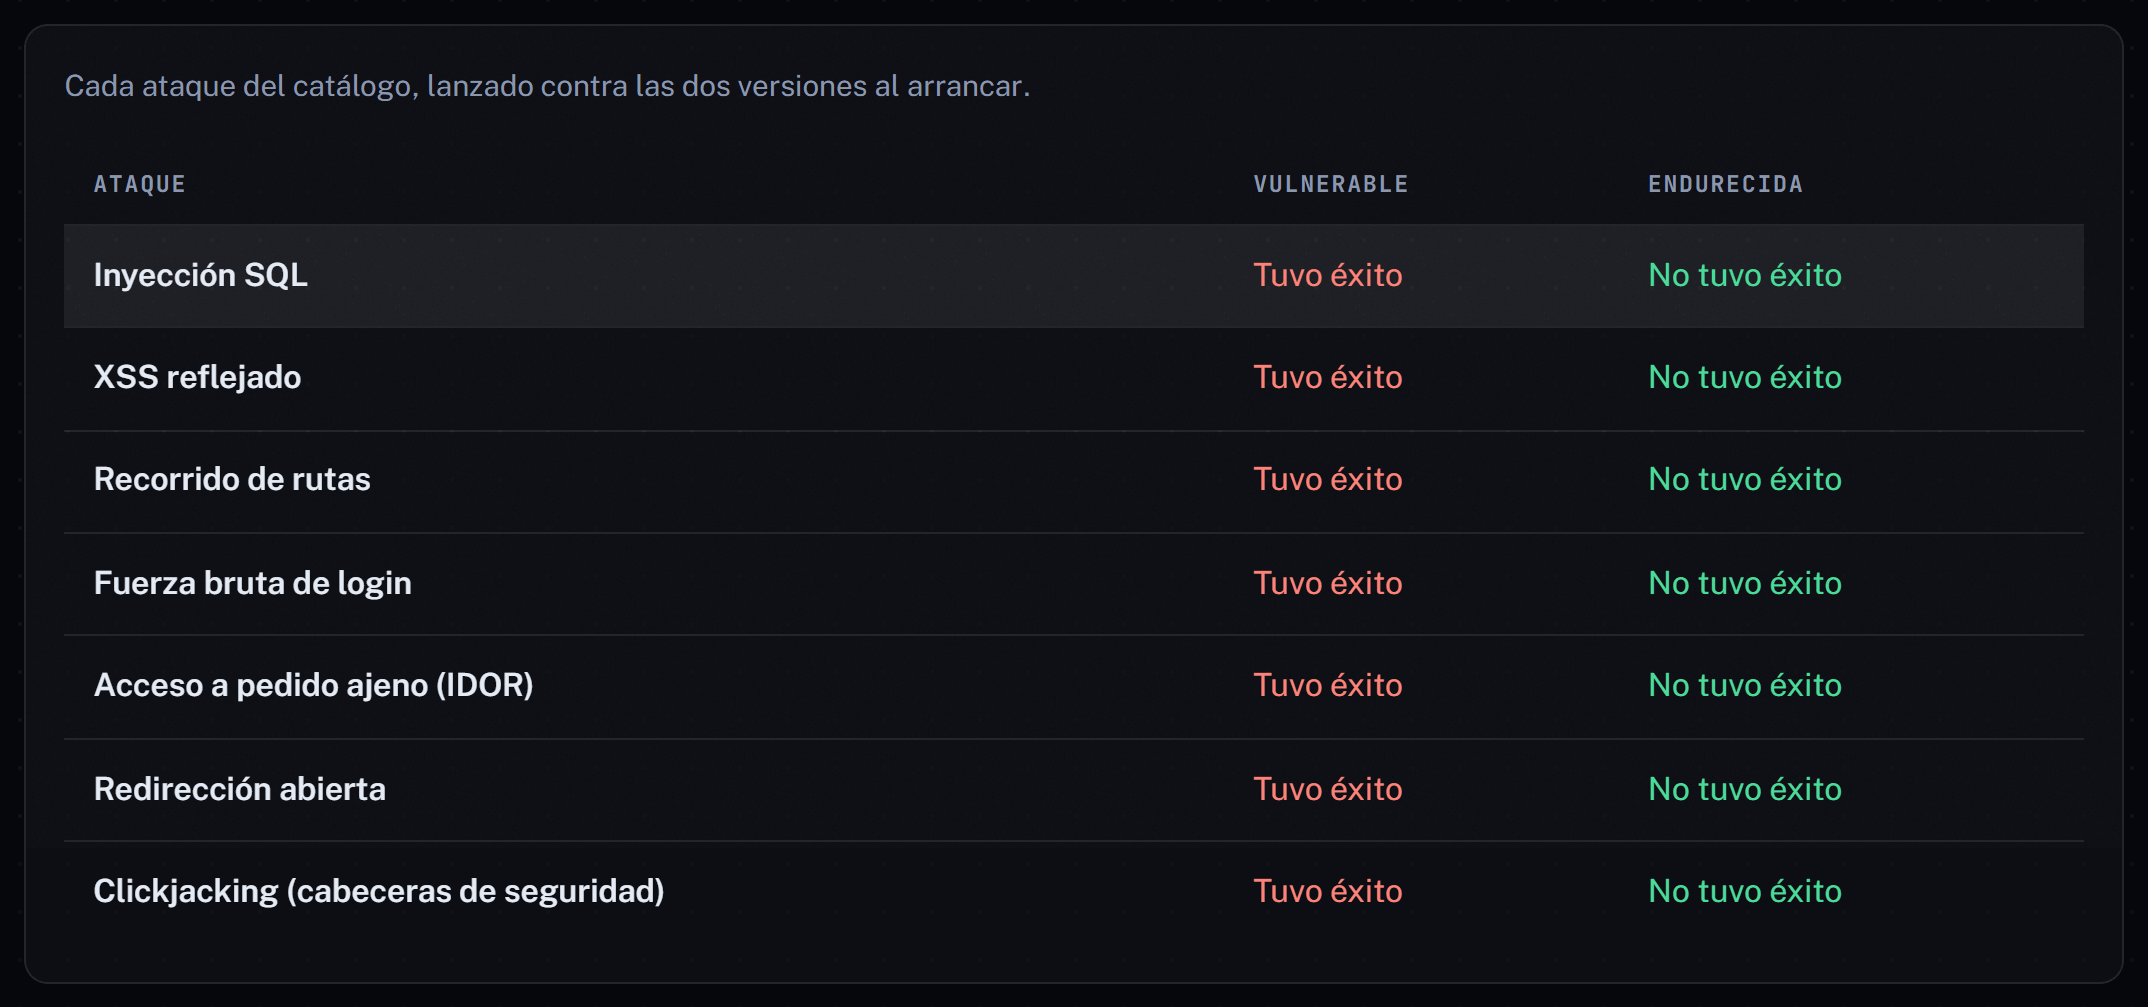 Cada ataque del catálogo, lanzado contra las dos versiones al arrancar.
ATAQUE VULNERABLE ENDURECIDA
Inyección SQL Tuvo éxito No tuvo éxito
XSS reflejado Tuvo éxito No tuvo éxito
Recorrido de rutas Tuvo éxito No tuvo éxito
Fuerza bruta de login Tuvo éxito No tuvo éxito
Acceso a pedido ajeno (IDOR) Tuvo éxito No tuvo éxito
Redirección abierta Tuvo éxito No tuvo éxito
Clickjacking (cabeceras de seguridad) Tuvo éxito No tuvo éxito